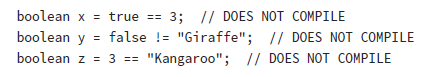 boolean x = true == 3;  // DOES NOT COMPILE
boolean y = false != "Giraffe";  // DOES NOT COMPILE
boolean z = 3 == "Kangaroo";  // DOES NOT COMPILE